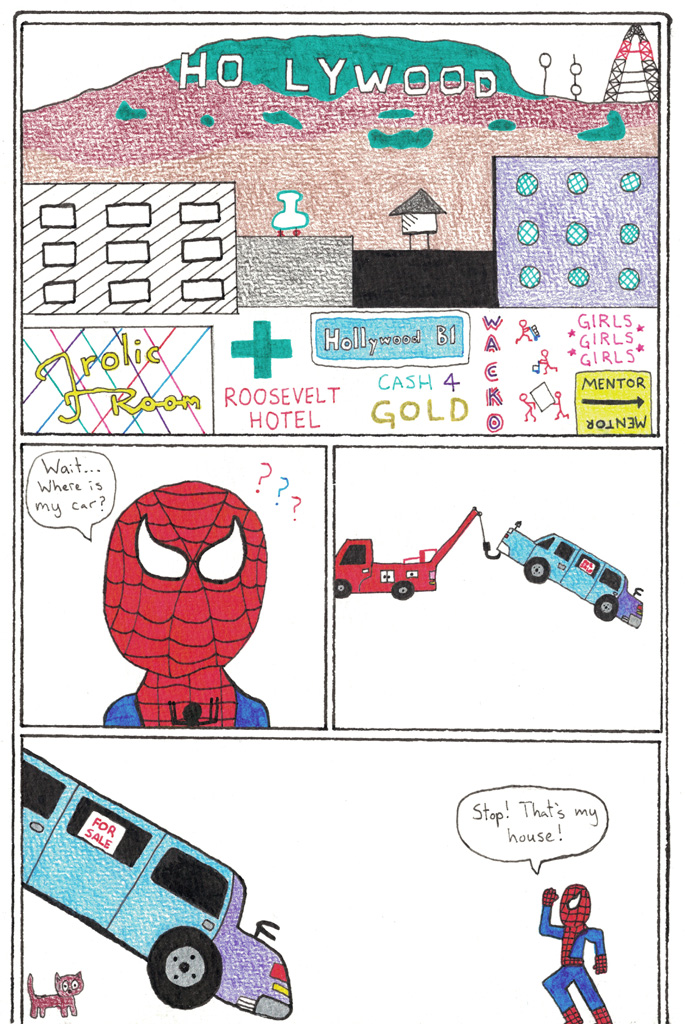 HO LYWOOD
Frolic
Room
ROOSEVELT
HOTEL
Hollywood Bl
CASH 4
GOLD
WACKO
GIRLS
GIRLS
GIRLS
MENTOR
MENTOR
Wait...
Where is
my car?
? ? ?
FOR
SALE
Stop! That's my
house!